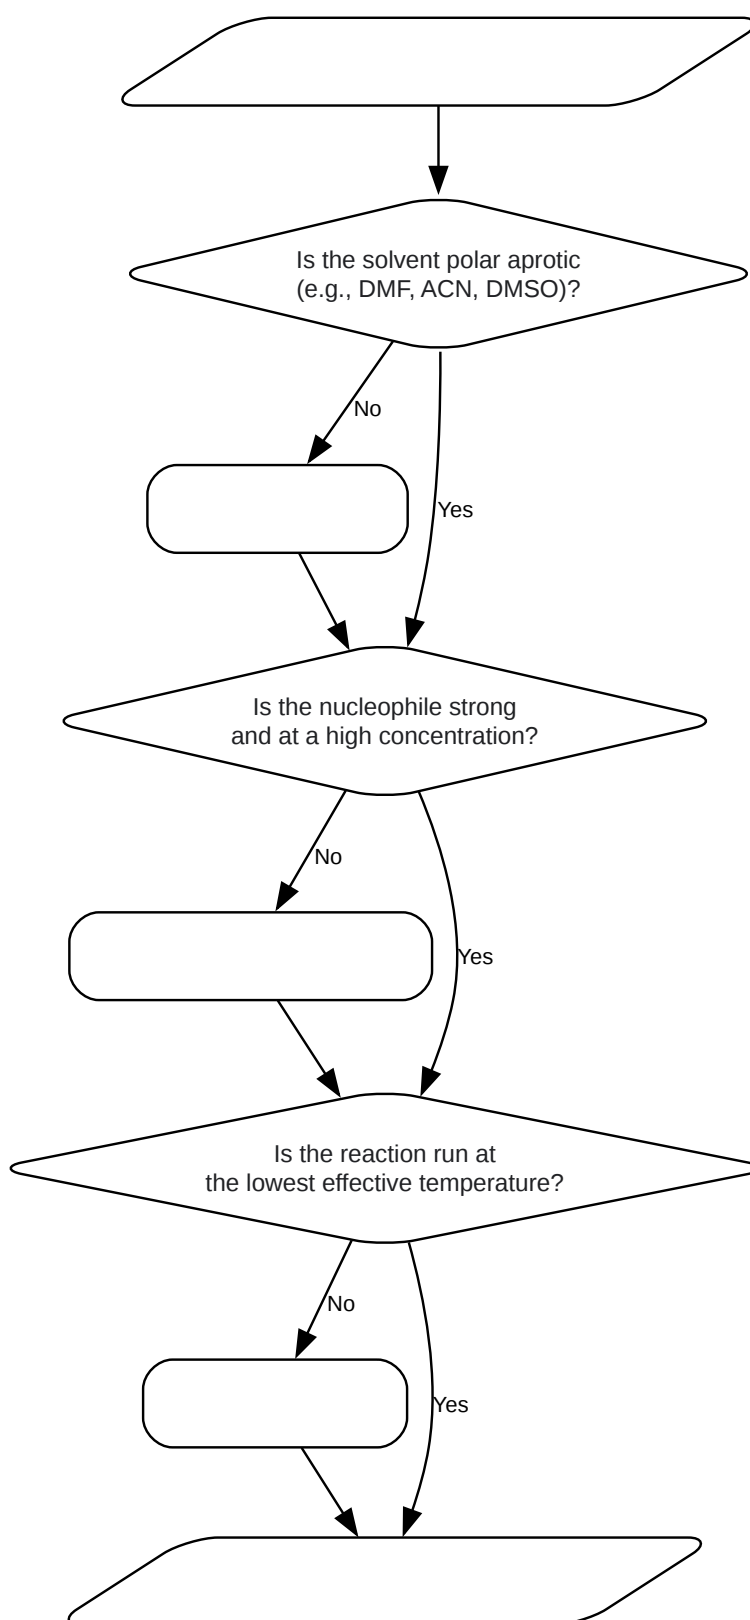 Is the solvent polar aprotic
(e.g., DMF, ACN, DMSO)?
No
Yes
Is the nucleophile strong
and at a high concentration?
No
Yes
Is the reaction run at
the lowest effective temperature?
No
Yes